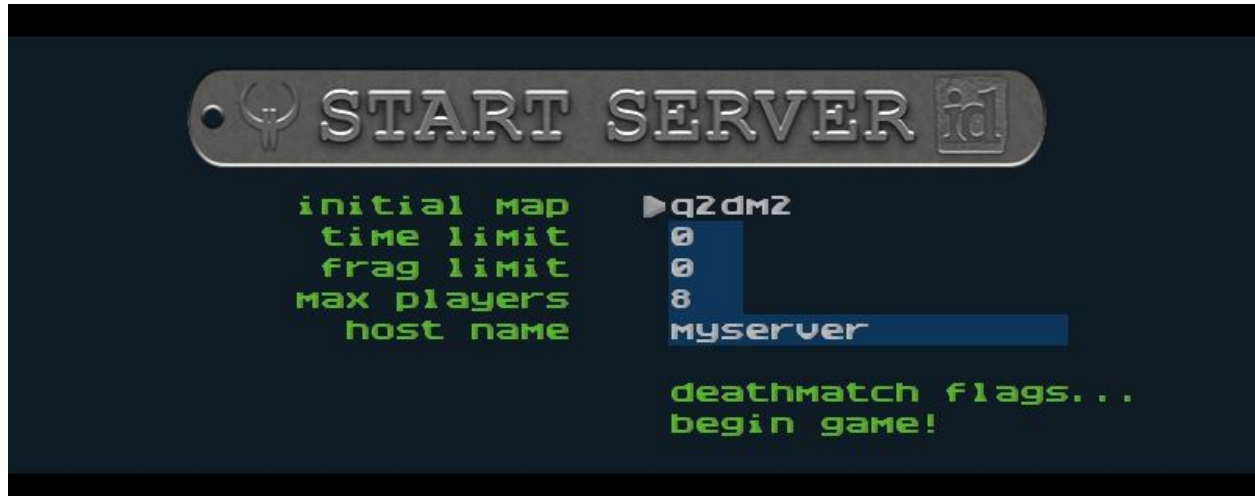 START SERVER id
initial map q2dm2
time limit 0
frag limit 0
max players 8
host name myserver
deathmatch flags...
begin game!